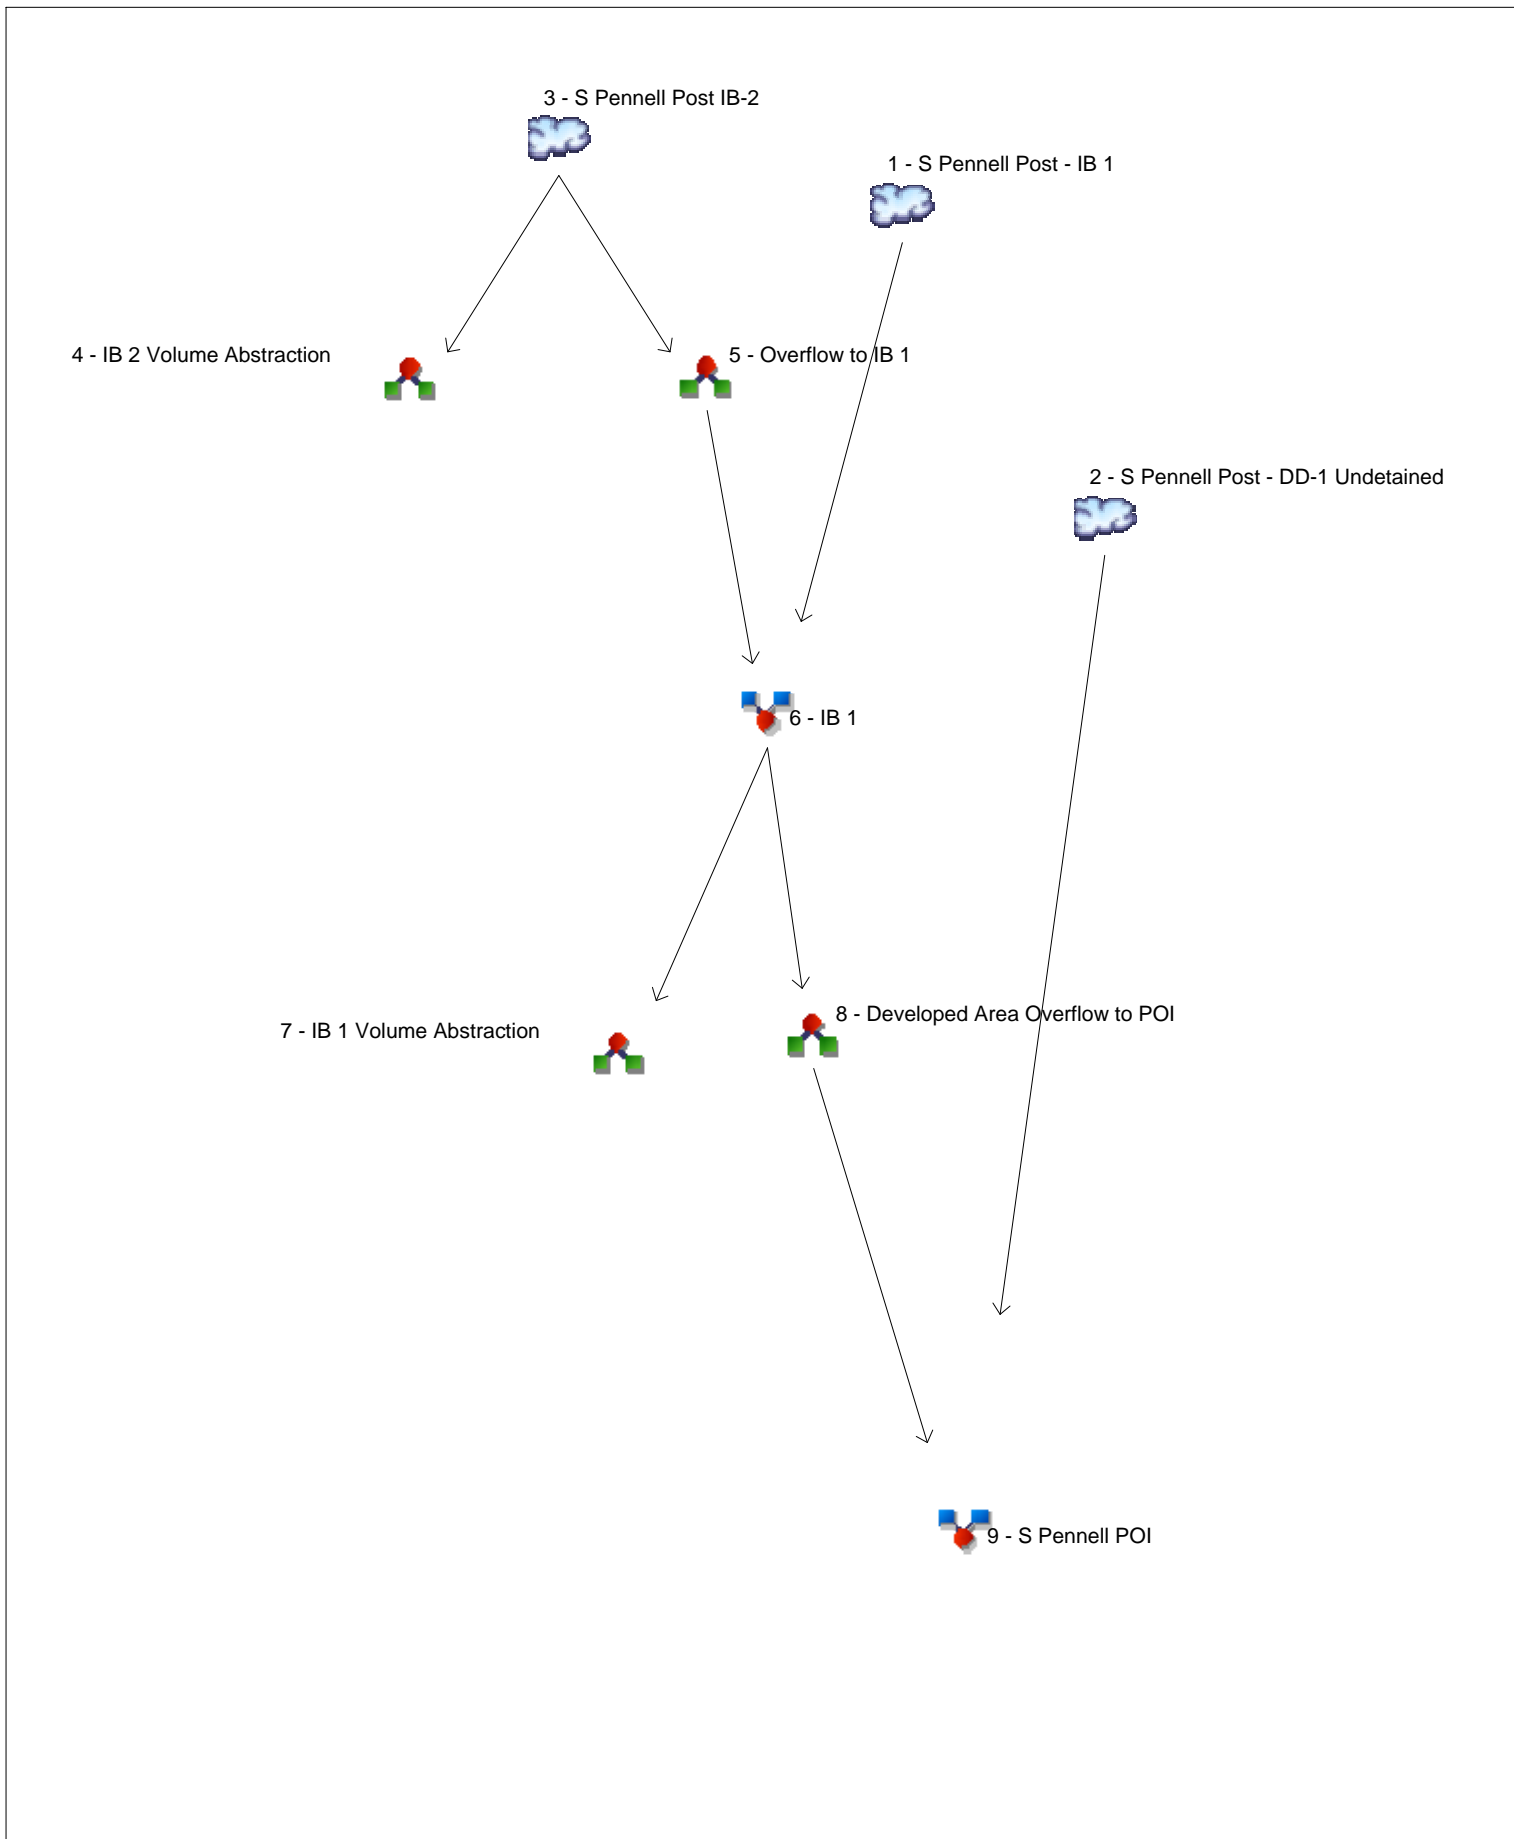 3 - S Pennell Post IB-2
1 - S Pennell Post - IB 1
4 - IB 2 Volume Abstraction
5 - Overflow to IB 1
2 - S Pennell Post - DD-1 Undetained
6 - IB 1
8 - Developed Area Overflow to POI
7 - IB 1 Volume Abstraction
9 - S Pennell POI